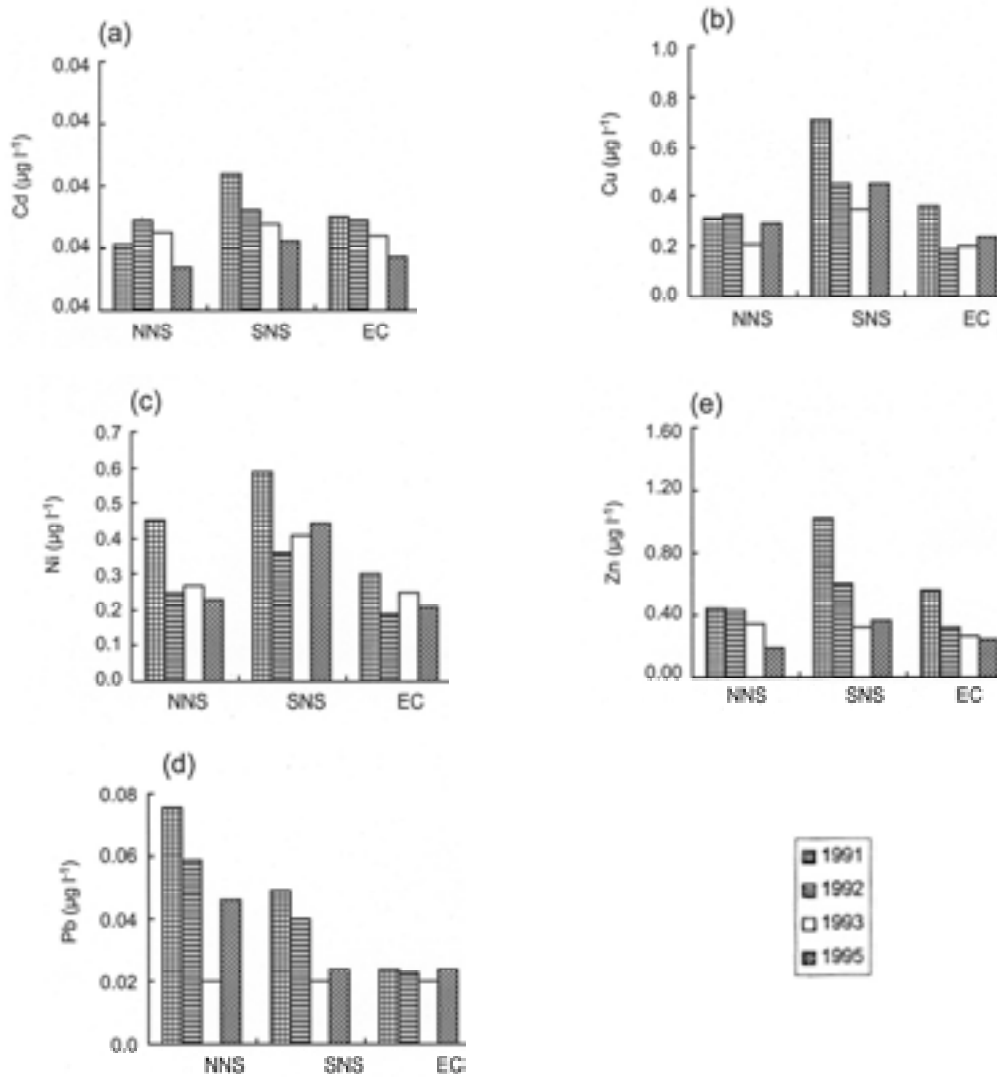 (a)
Cd (µg l⁻¹)
0.04
0.04
0.04
0.04
0.04
NNS SNS EC
(b)
Cu (µg l⁻¹)
1.0
0.8
0.6
0.4
0.2
0.0
NNS SNS EC
(c)
Ni (µg l⁻¹)
0.7
0.6
0.5
0.4
0.3
0.2
0.1
0.0
NNS SNS EC
(e)
Zn (µg l⁻¹)
1.60
1.20
0.80
0.40
0.00
NNS SNS EC
(d)
Pb (µg l⁻¹)
0.08
0.06
0.04
0.02
0.0
NNS SNS EC
1991
1992
1993
1995